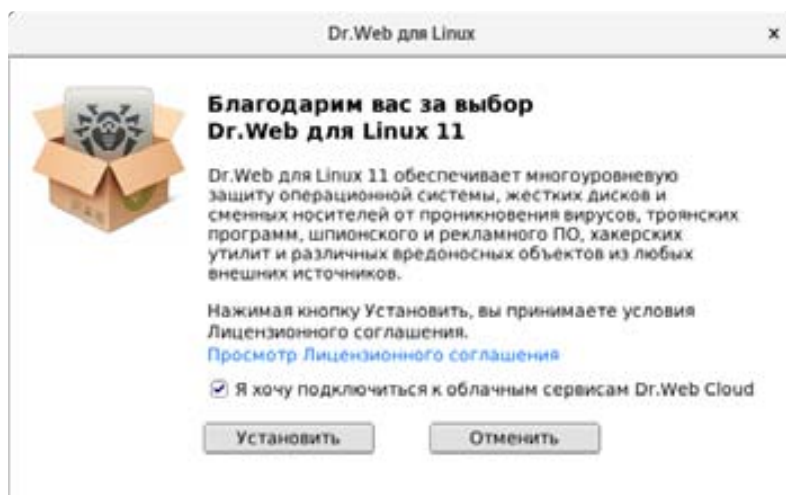 Dr.Web для Linux
Благодарим вас за выбор
Dr.Web для Linux 11
Dr.Web для Linux 11 обеспечивает многоуровневую
защиту операционной системы, жестких дисков и
сменных носителей от проникновения вирусов, троянских
программ, шпионского и рекламного ПО, хакерских
утилит и различных вредоносных объектов из любых
внешних источников.
Нажимая кнопку Установить, вы принимаете условия
Лицензионного соглашения.
Просмотр Лицензионного соглашения
Я хочу подключиться к облачным сервисам Dr.Web Cloud
Установить
Отменить